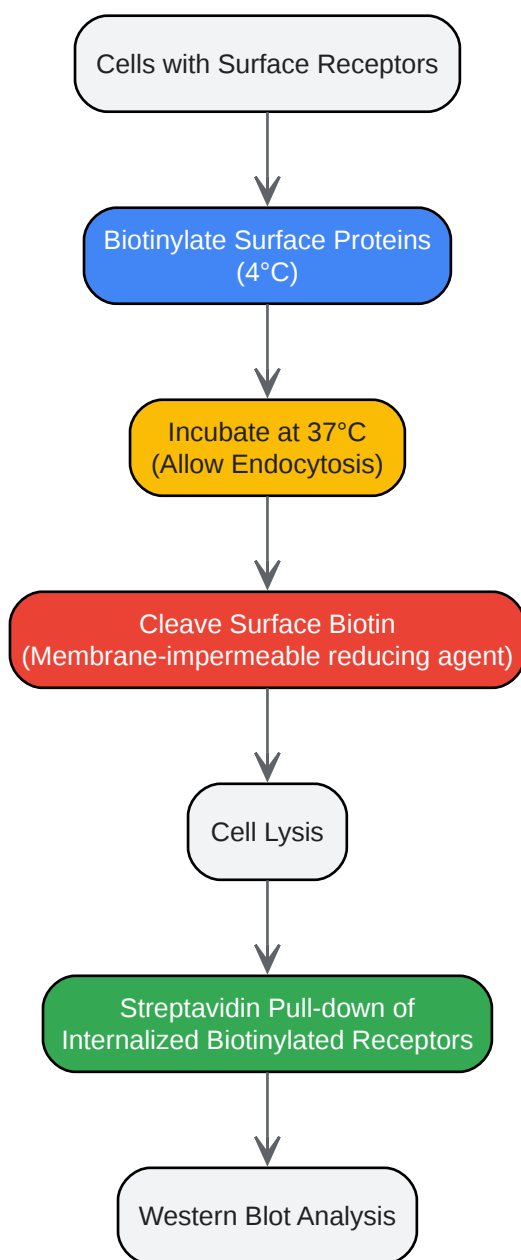 Cells with Surface Receptors
Biotinylate Surface Proteins
(4°C)
Incubate at 37°C
(Allow Endocytosis)
Cleave Surface Biotin
(Membrane-impermeable reducing agent)
Cell Lysis
Streptavidin Pull-down of
Internalized Biotinylated Receptors
Western Blot Analysis